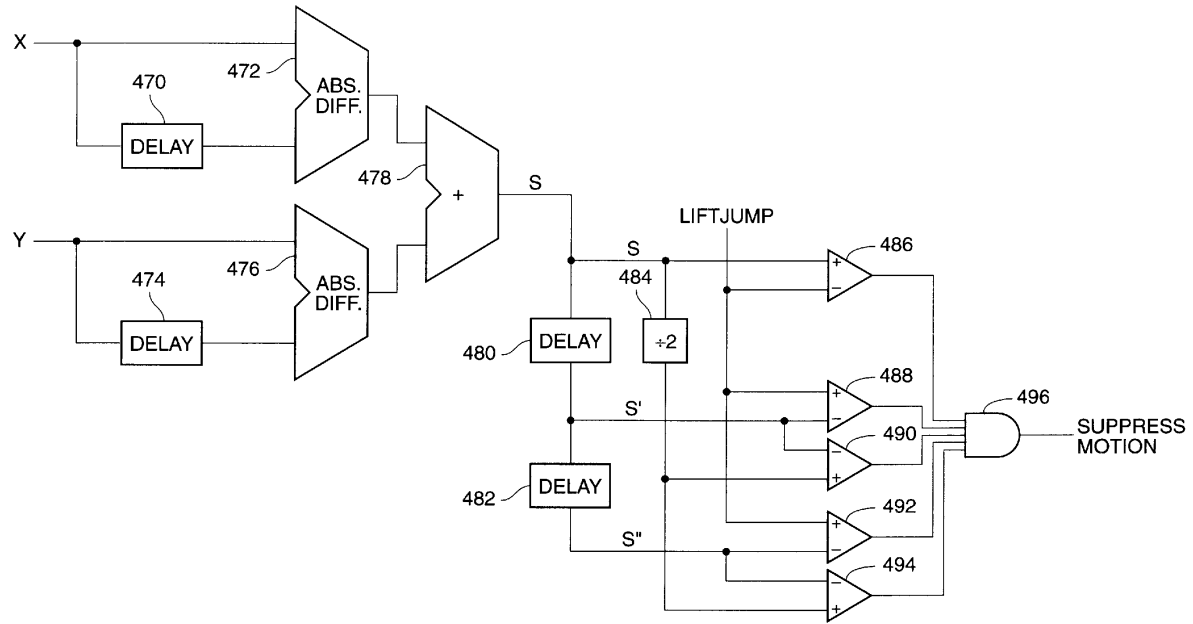 X
472
470
ABS.
DIFF.
DELAY
478
+
S
Y
476
474
ABS.
DIFF.
DELAY
LIFTJUMP
S
484
486
+
−
480
DELAY
÷2
488
+
−
S'
490
−
+
496
SUPPRESS
MOTION
482
DELAY
492
+
−
S"
494
−
+